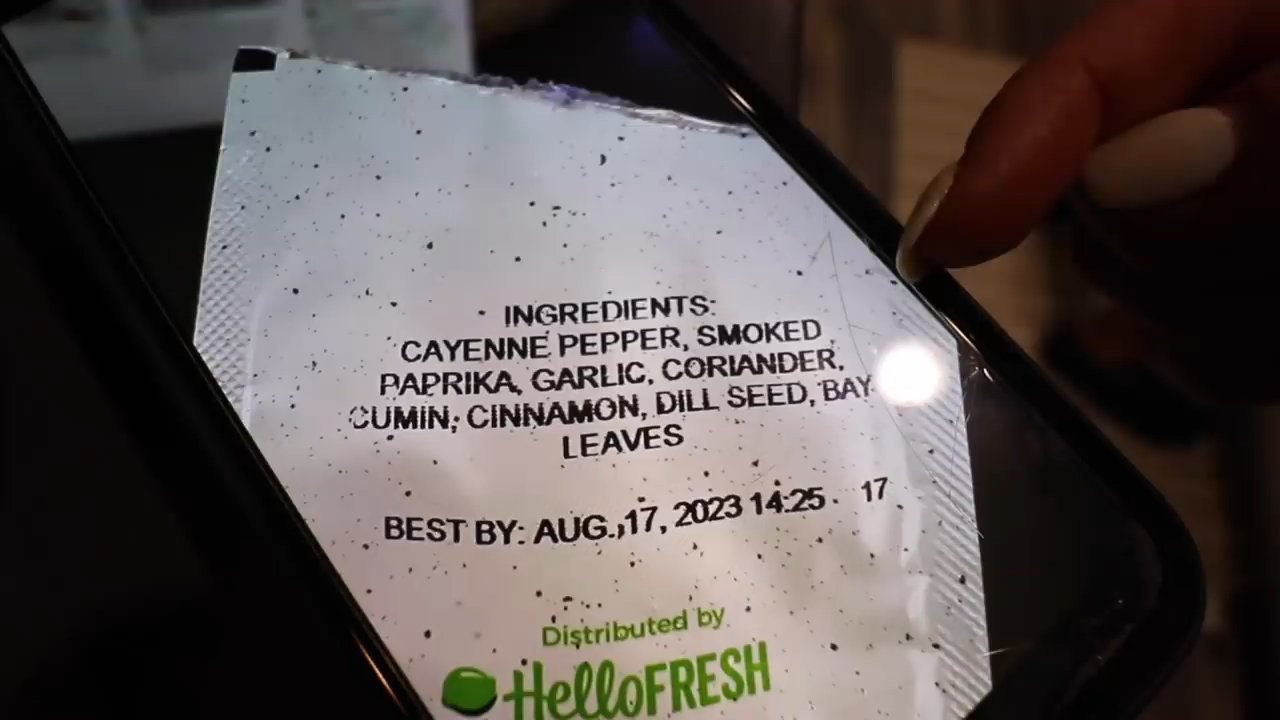 INGREDIENTS:
CAYENNE PEPPER, SMOKED
PAPRIKA, GARLIC, CORIANDER,
CUMIN, CINNAMON, DILL SEED, BAY
LEAVES
BEST BY: AUG.,17, 2023 14:25 17
Distributed by
HelloFRESH